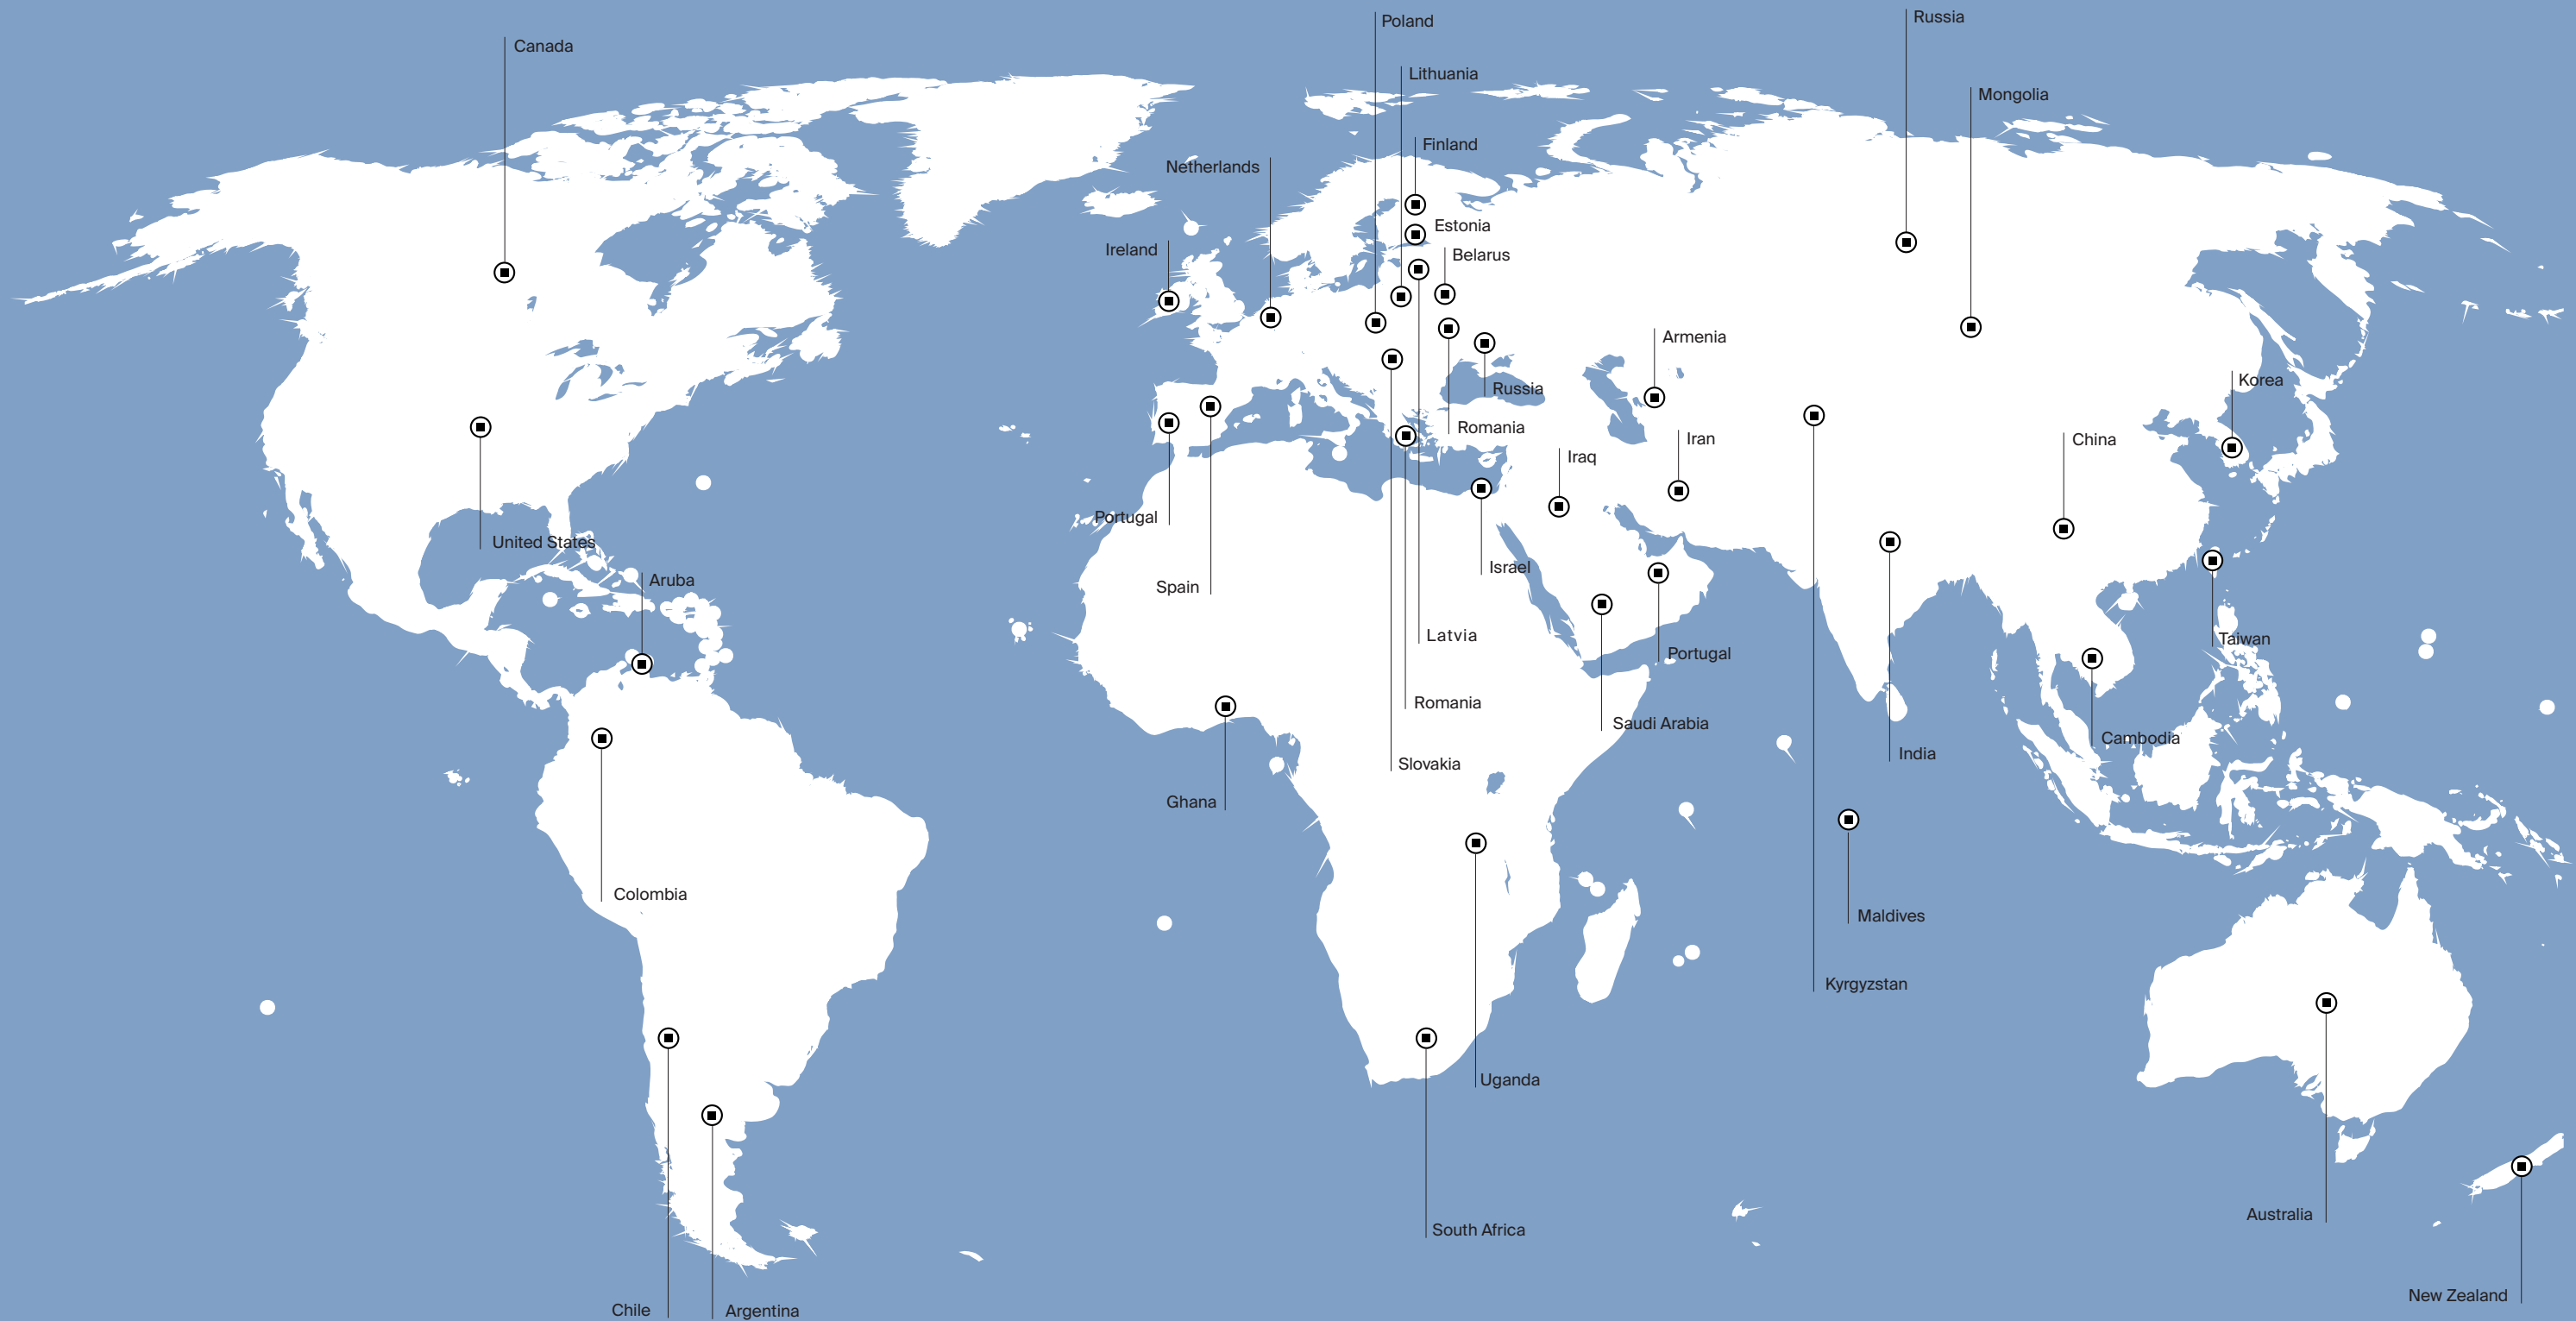 Russia
Poland
Canada
Lithuania
Mongolia
Finland
Netherlands
Estonia
Ireland
Belarus
Armenia
Korea
Russia
Romania
Iran
China
Iraq
Portugal
United States
Israel
Aruba
Spain
Latvia
Taiwan
Portugal
Romania
Saudi Arabia
Cambodia
India
Slovakia
Ghana
Colombia
Maldives
Kyrgyzstan
Uganda
Australia
South Africa
New Zealand
Chile
Argentina